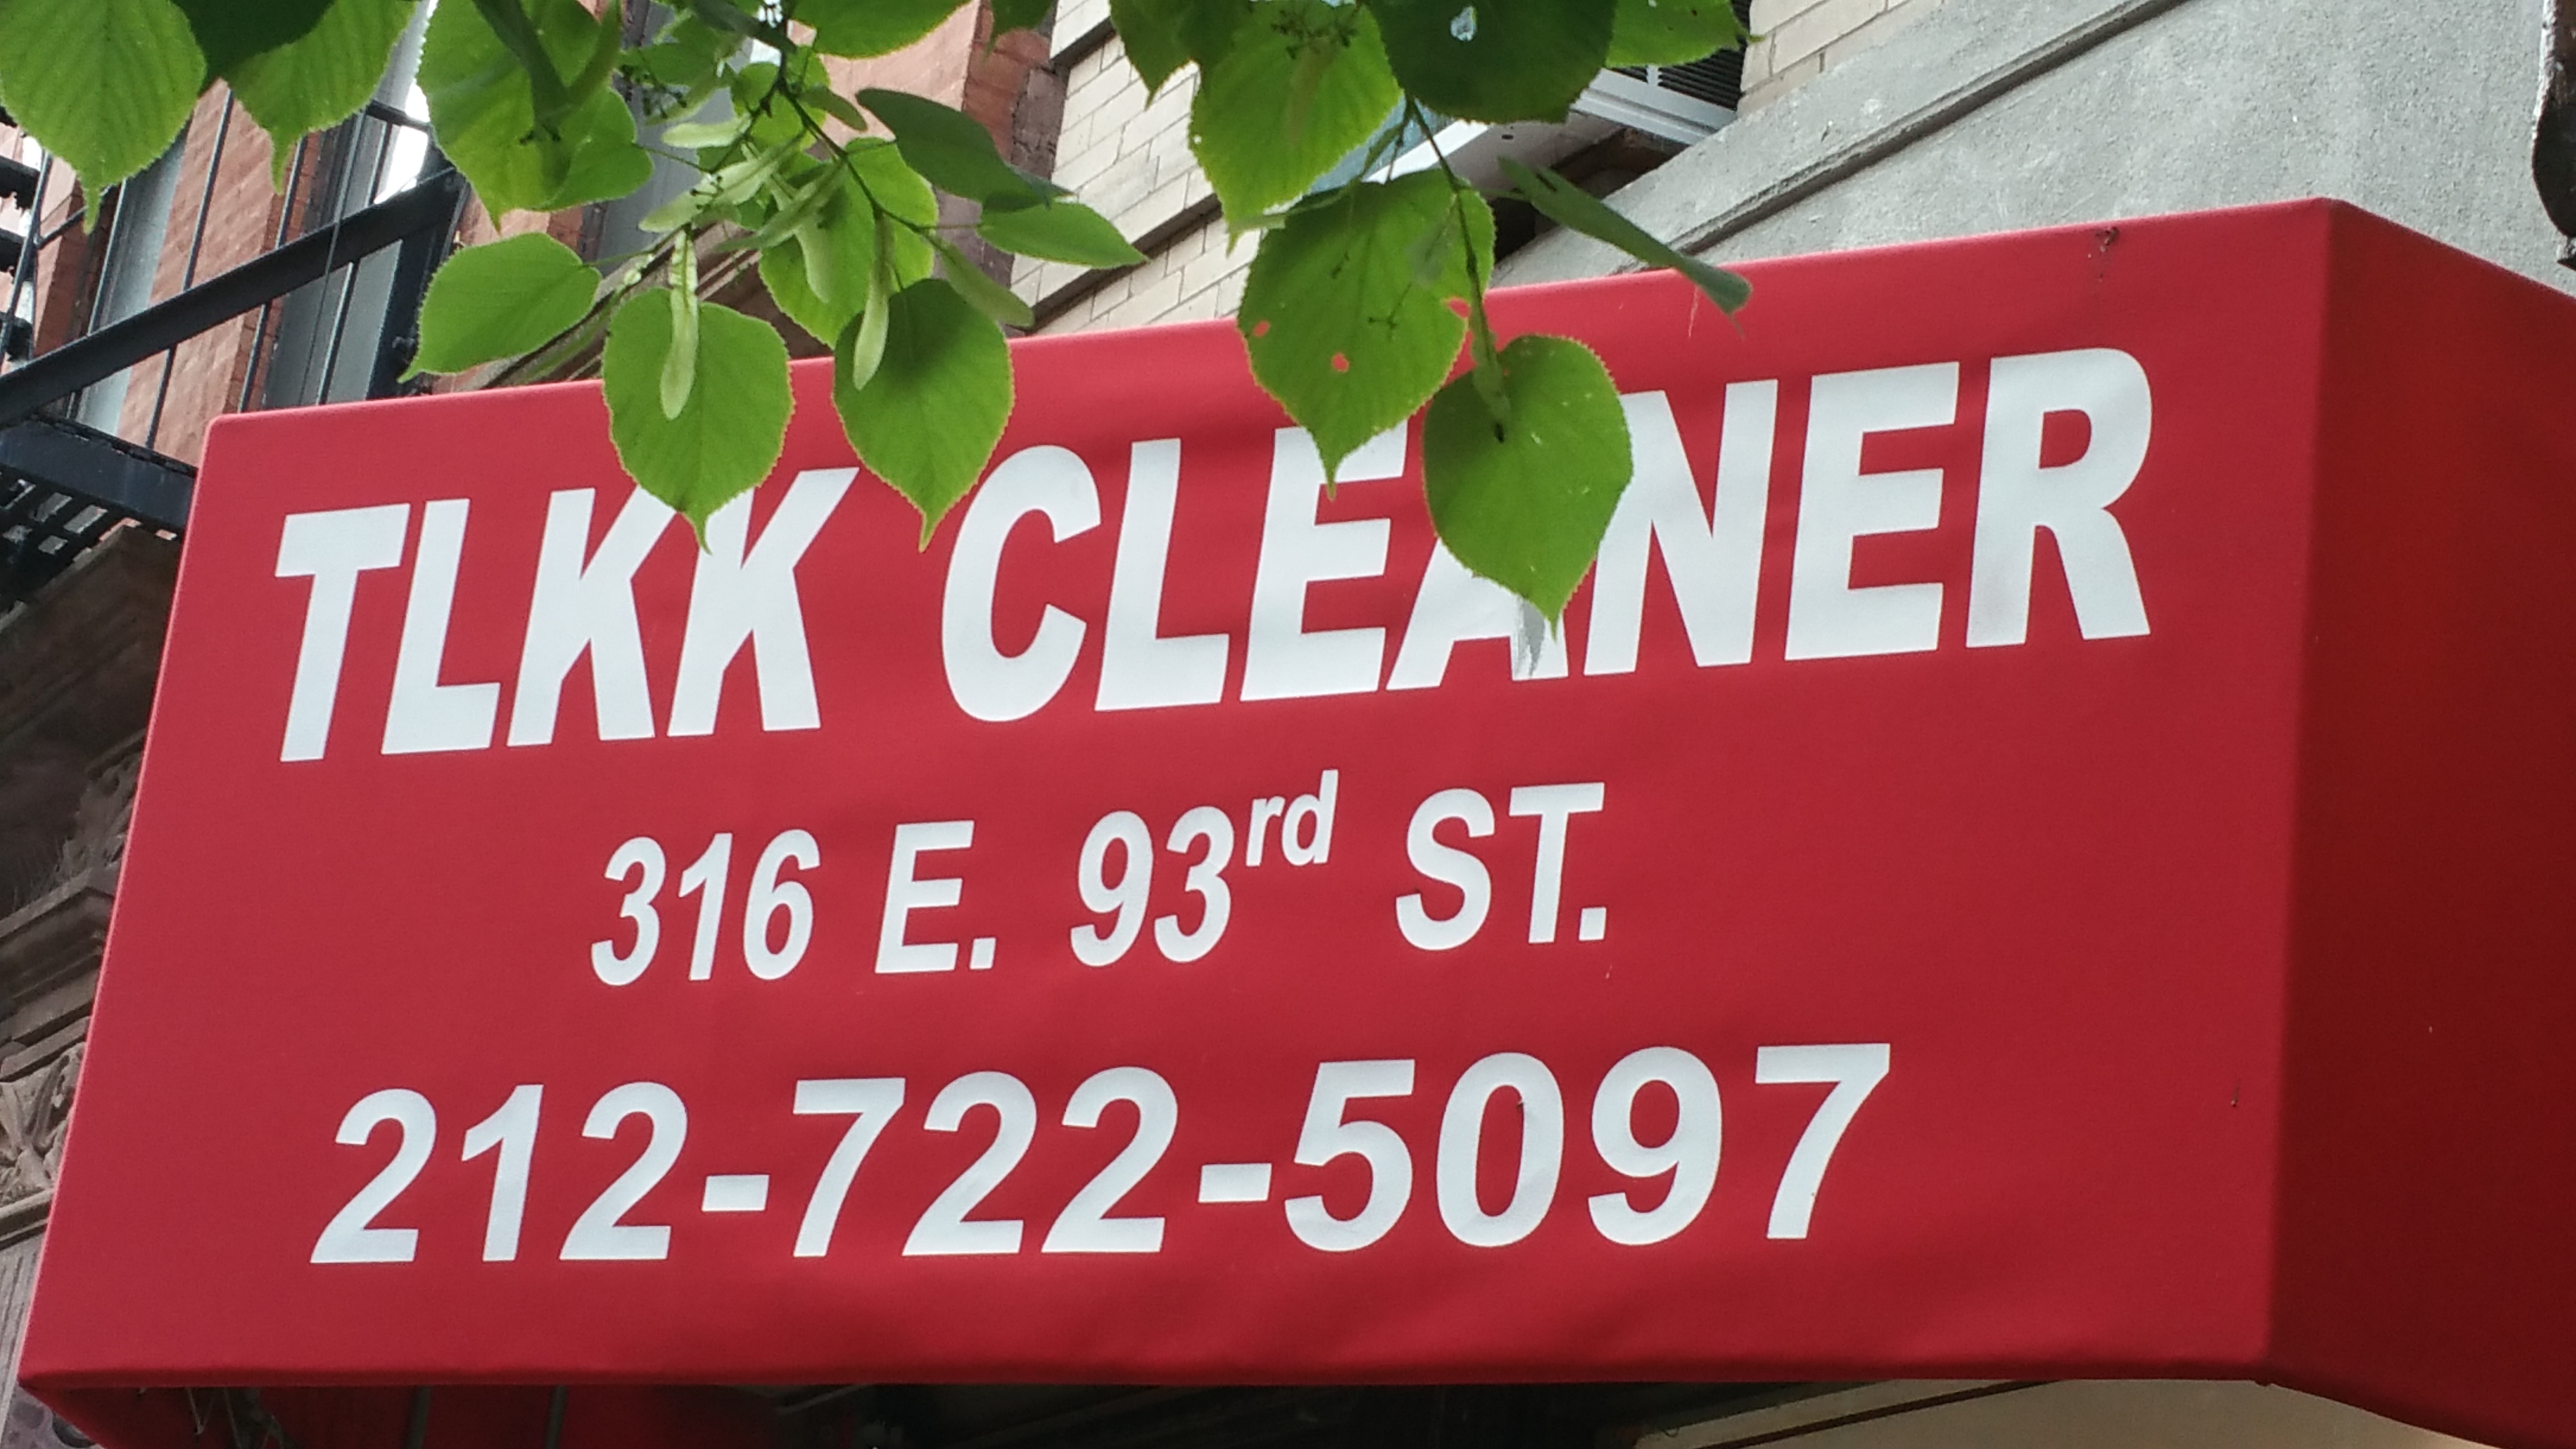 TLKK CLEANER
316 E. 93rd ST.
212-722-5097